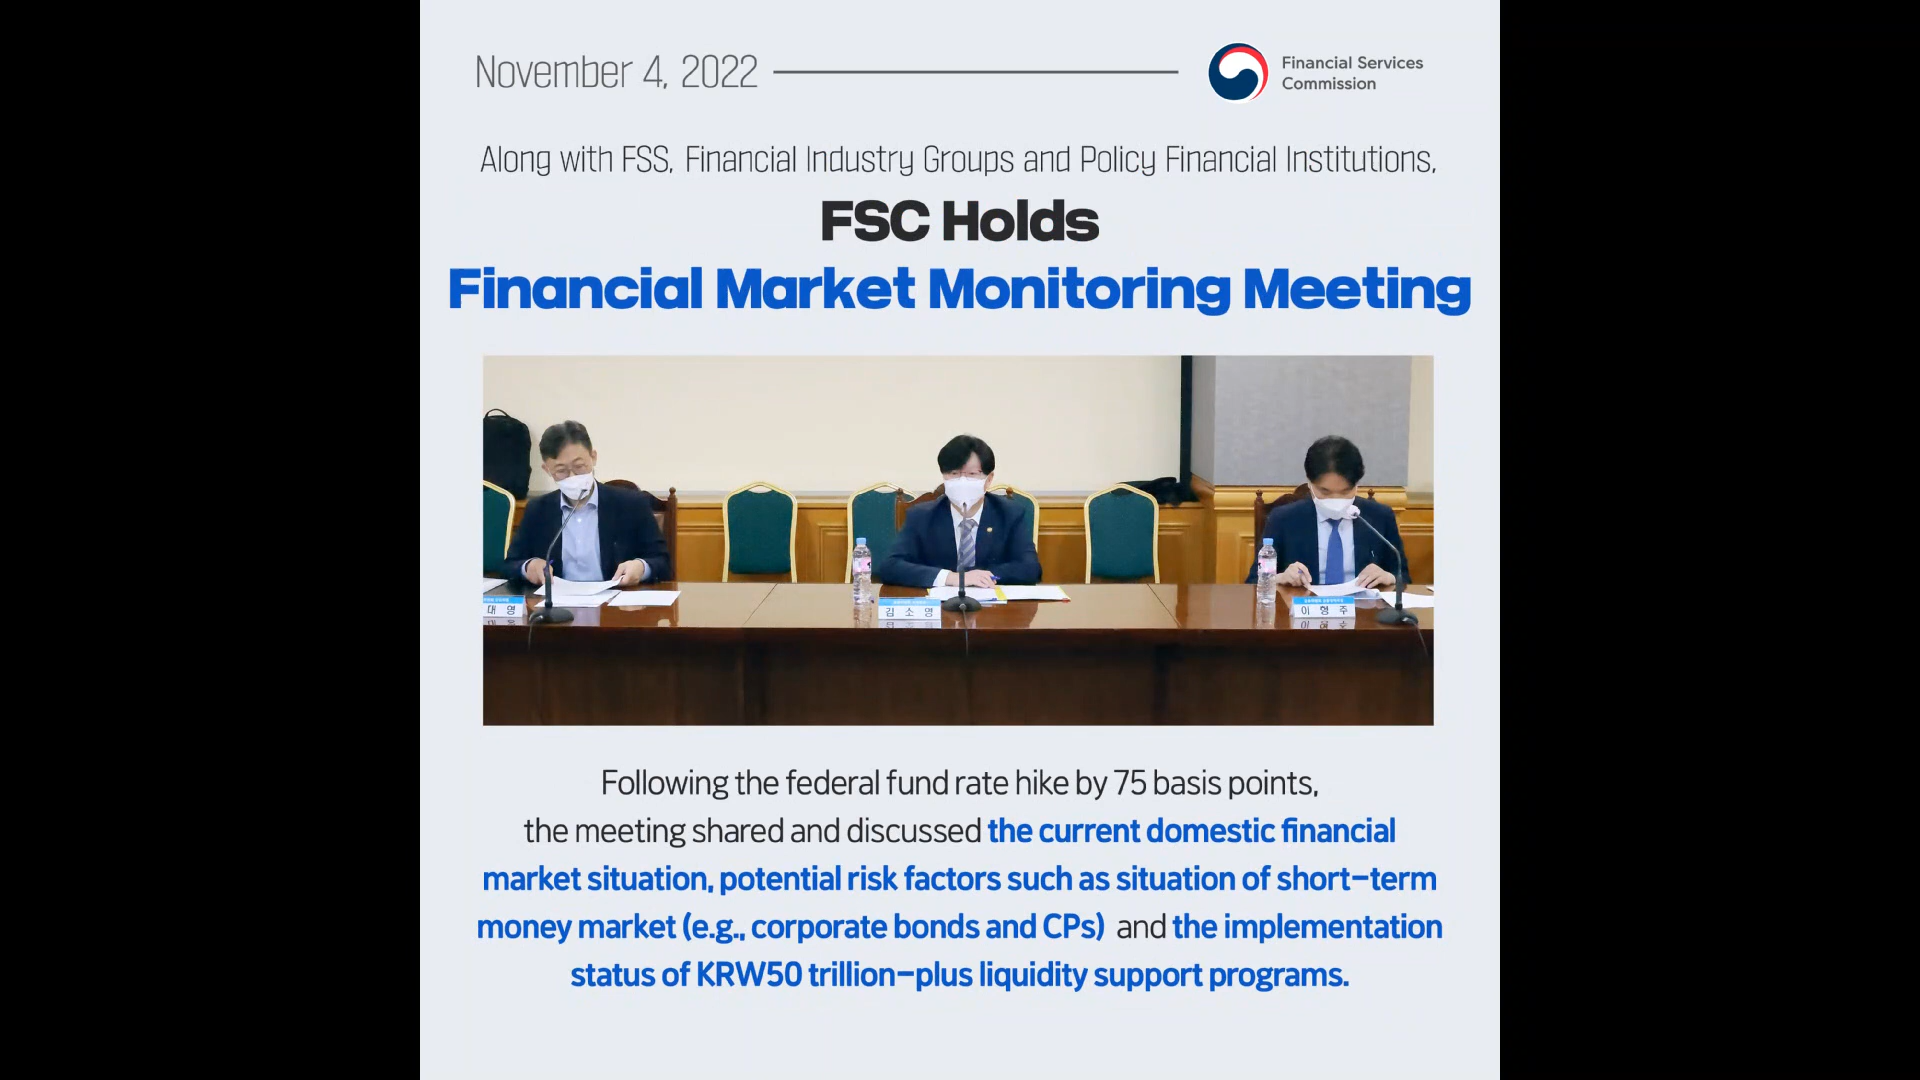 November 4, 2022
Financial Services
Commission
Along with FSS, Financial Industry Groups and Policy Financial Institutions,
FSC Holds
Financial Market Monitoring Meeting
대 영
김 소 영
이 형 주
Following the federal fund rate hike by 75 basis points,
the meeting shared and discussed the current domestic financial
market situation, potential risk factors such as situation of short-term
money market (e.g., corporate bonds and CPs) and the implementation
status of KRW50 trillion-plus liquidity support programs.